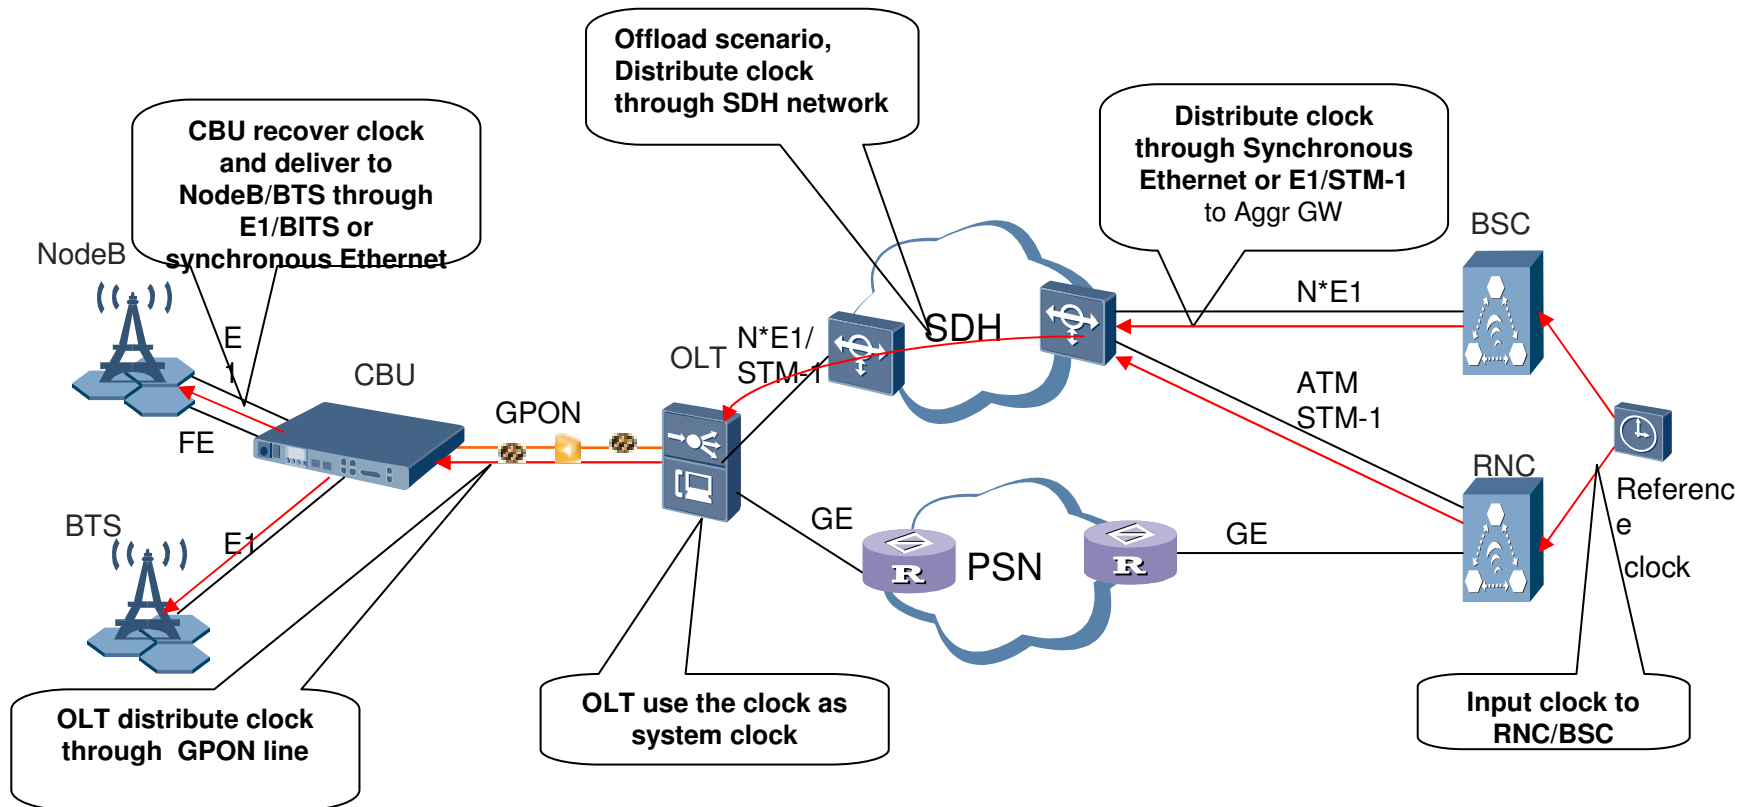 Offload scenario,
Distribute clock
through SDH network
CBU recover clock
and deliver to
NodeB/BTS through
E1/BITS or
synchronous Ethernet
Distribute clock
through Synchronous
Ethernet or E1/STM-1
to Aggr GW
NodeB
BSC
E
1
CBU
OLT
N*E1/
STM-1
SDH
N*E1
ATM
STM-1
FE
GPON
RNC
Referenc
e
clock
BTS
E1
GE
R
PSN
R
GE
OLT distribute clock
through GPON line
OLT use the clock as
system clock
Input clock to
RNC/BSC